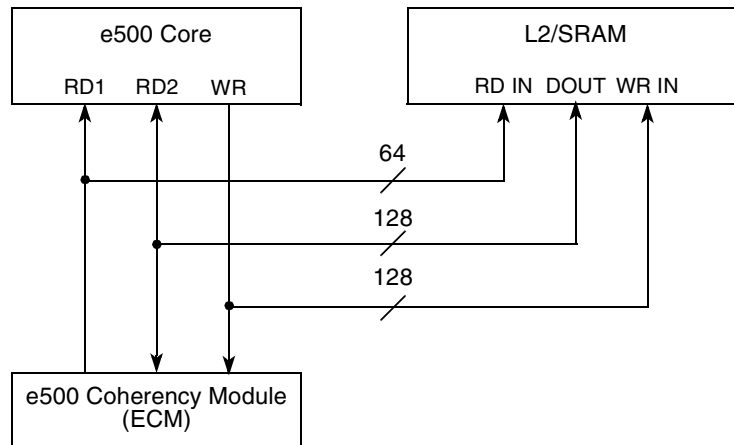 e500 Core
RD1 RD2 WR
L2/SRAM
RD IN DOUT WR IN
64
128
128
e500 Coherency Module
(ECM)